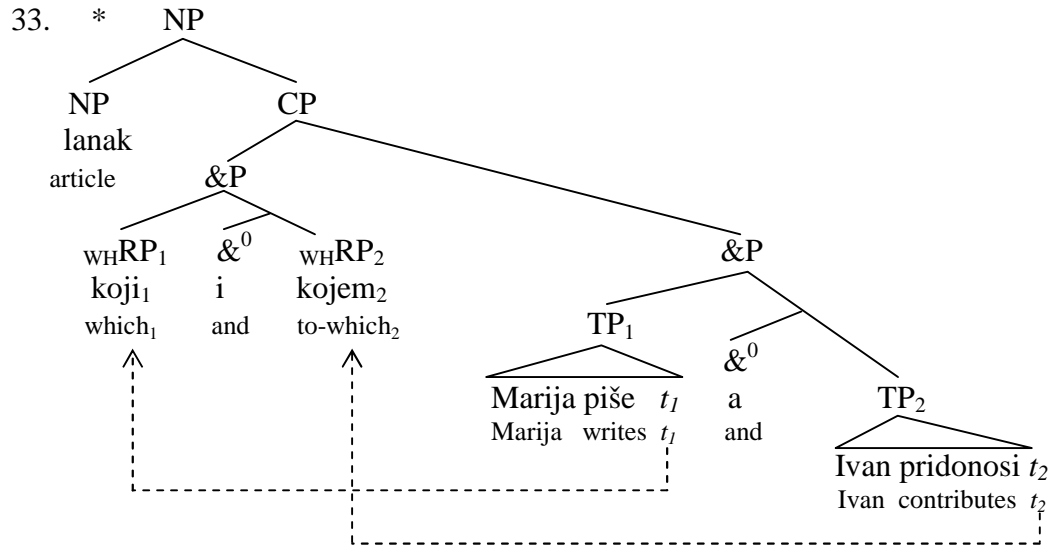 33. * NP
NP CP
lanak
article &P
WHRP1 &0 WHRP2 &P
koji1 i kojem2
which1 and to-which2 TP1 &0
Marija piše t1 a TP2
Marija writes t1 and
Ivan pridonosi t2
Ivan contributes t2